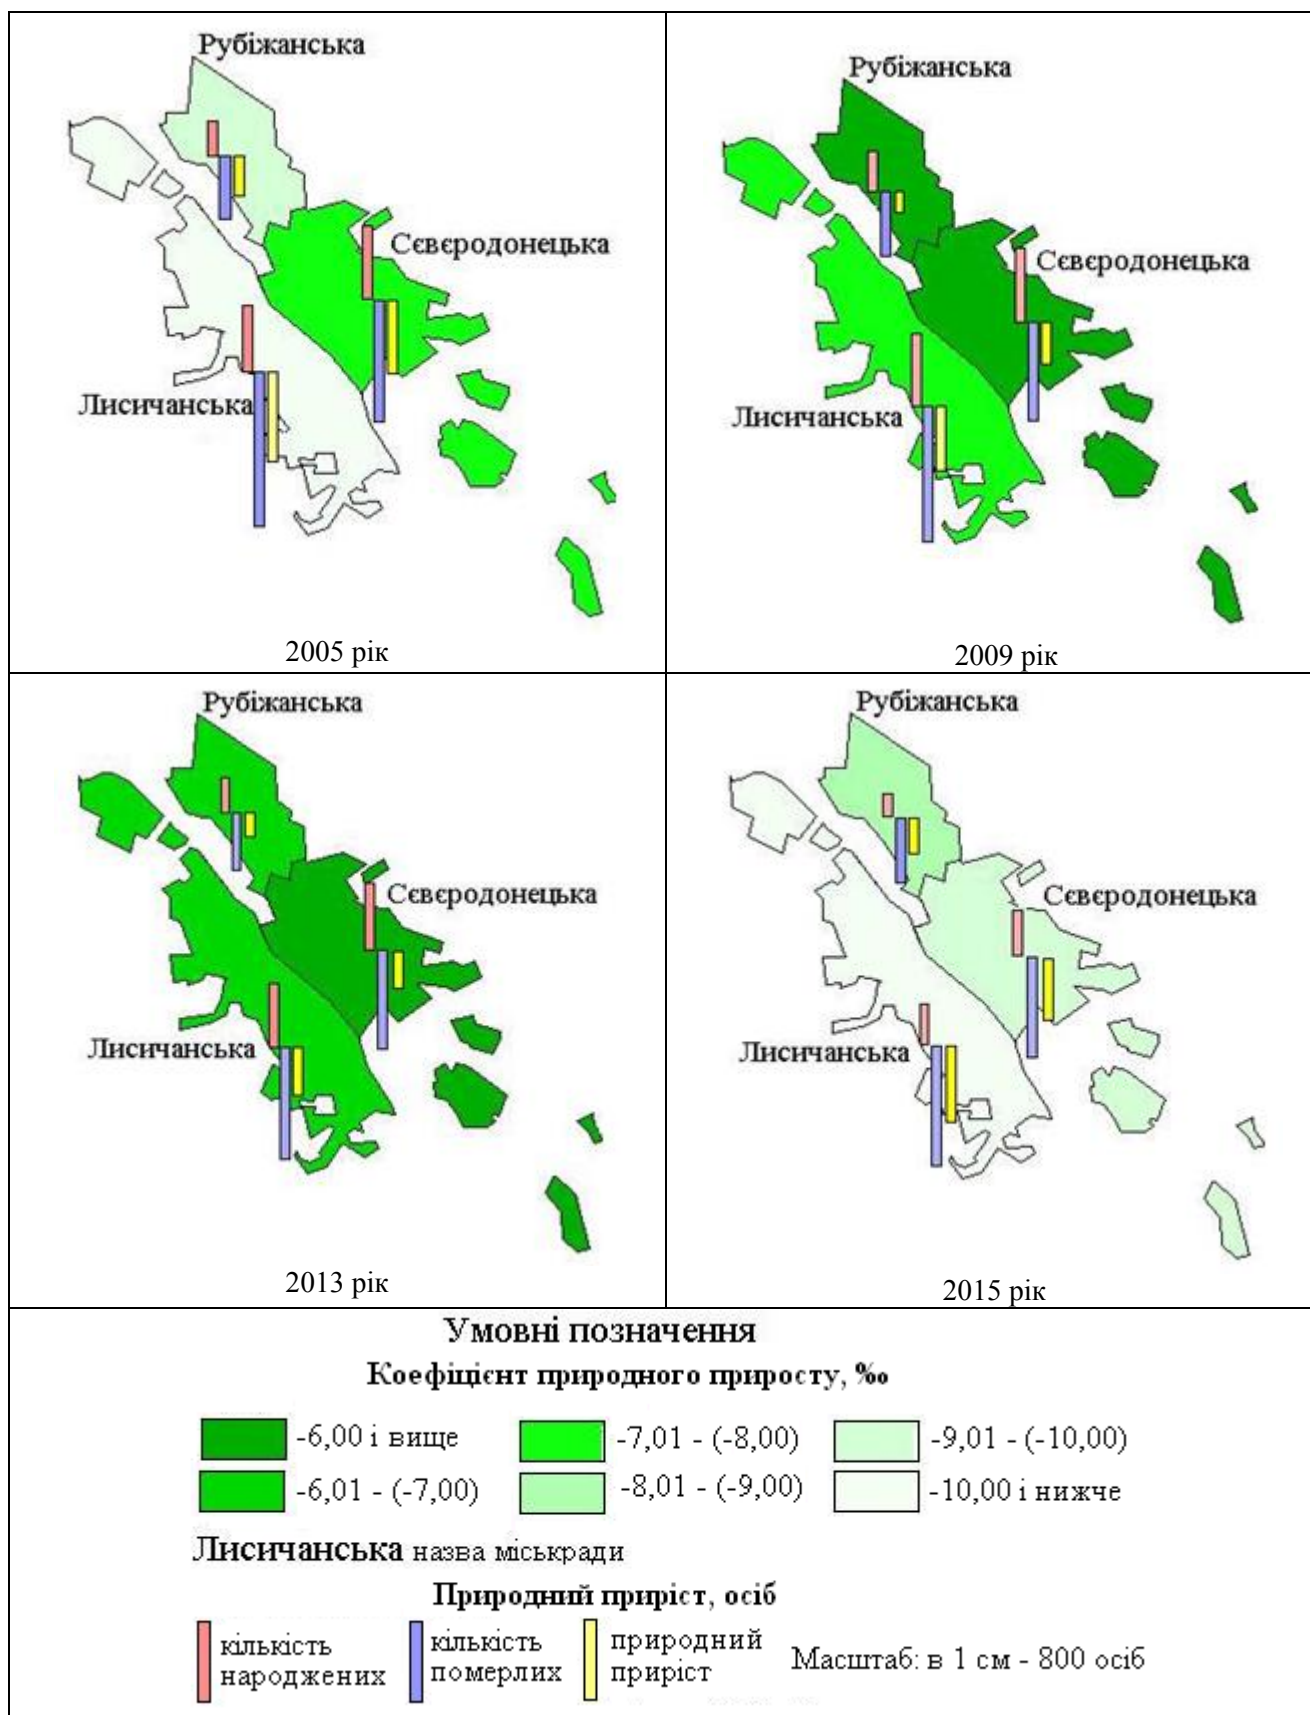 Рубіжанська
Сєвєродонецька
Лисичанська
2005 рік
Рубіжанська
Сєвєродонецька
Лисичанська
2009 рік
Рубіжанська
Сєвєродонецька
Лисичанська
2013 рік
Рубіжанська
Сєвєродонецька
Лисичанська
2015 рік
Умовні позначення
Коефіцієнт природного приросту, ‰
-6,00 і вище
-7,01 - (-8,00)
-9,01 - (-10,00)
-6,01 - (-7,00)
-8,01 - (-9,00)
-10,00 і нижче
Лисичанська назва міськради
Природний приріст, осіб
кількість
народжених
кількість
померлих
природний
приріст
Масштаб: в 1 см - 800 осіб